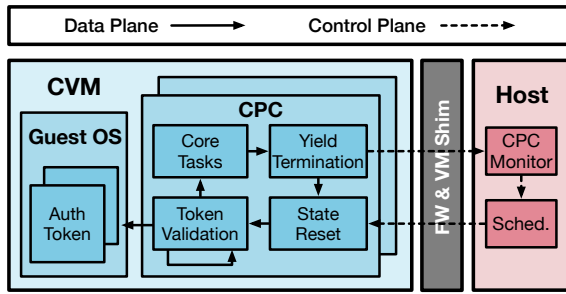 Data Plane
Control Plane
CVM
Guest OS
Auth
Token
CPC
Core
Tasks
Yield
Termination
Token
Validation
State
Reset
FW & VM Shim
Host
CPC
Monitor
Sched.